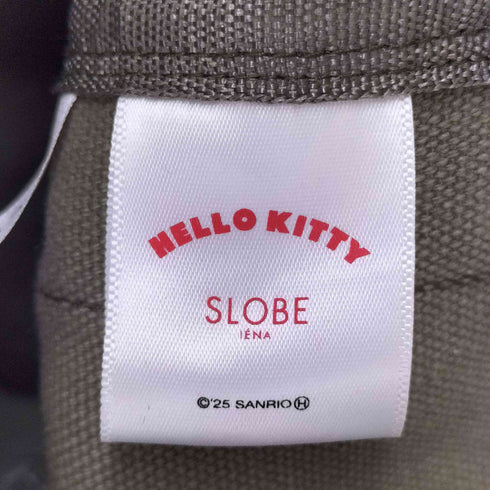 HELLO KITTY
SLOBE
IÉNA
©'25 SANRIO Ⓗ